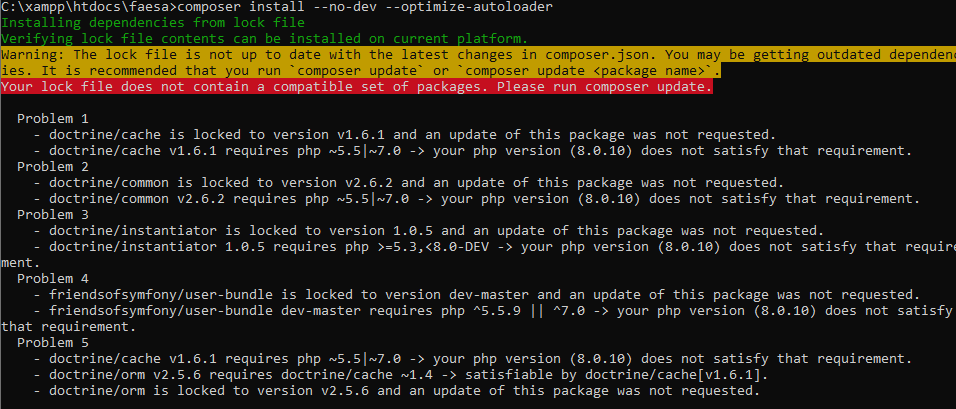 C:\xampp\htdocs\faesa>composer install --no-dev --optimize-autoloader
Installing dependencies from lock file
Verifying lock file contents can be installed on current platform.
Warning: The lock file is not up to date with the latest changes in composer.json. You may be getting outdated dependenc
ies. It is recommended that you run `composer update` or `composer update <package name>`.
Your lock file does not contain a compatible set of packages. Please run composer update.
Problem 1
- doctrine/cache is locked to version v1.6.1 and an update of this package was not requested.
- doctrine/cache v1.6.1 requires php ~5.5|~7.0 -> your php version (8.0.10) does not satisfy that requirement.
Problem 2
- doctrine/common is locked to version v2.6.2 and an update of this package was not requested.
- doctrine/common v2.6.2 requires php ~5.5|~7.0 -> your php version (8.0.10) does not satisfy that requirement.
Problem 3
- doctrine/instantiator is locked to version 1.0.5 and an update of this package was not requested.
- doctrine/instantiator 1.0.5 requires php >=5.3,<8.0-DEV -> your php version (8.0.10) does not satisfy that require
ment.
Problem 4
- friendsofsymfony/user-bundle is locked to version dev-master and an update of this package was not requested.
- friendsofsymfony/user-bundle dev-master requires php ^5.5.9 || ^7.0 -> your php version (8.0.10) does not satisfy
that requirement.
Problem 5
- doctrine/cache v1.6.1 requires php ~5.5|~7.0 -> your php version (8.0.10) does not satisfy that requirement.
- doctrine/orm v2.5.6 requires doctrine/cache ~1.4 -> satisfiable by doctrine/cache[v1.6.1].
- doctrine/orm is locked to version v2.5.6 and an update of this package was not requested.